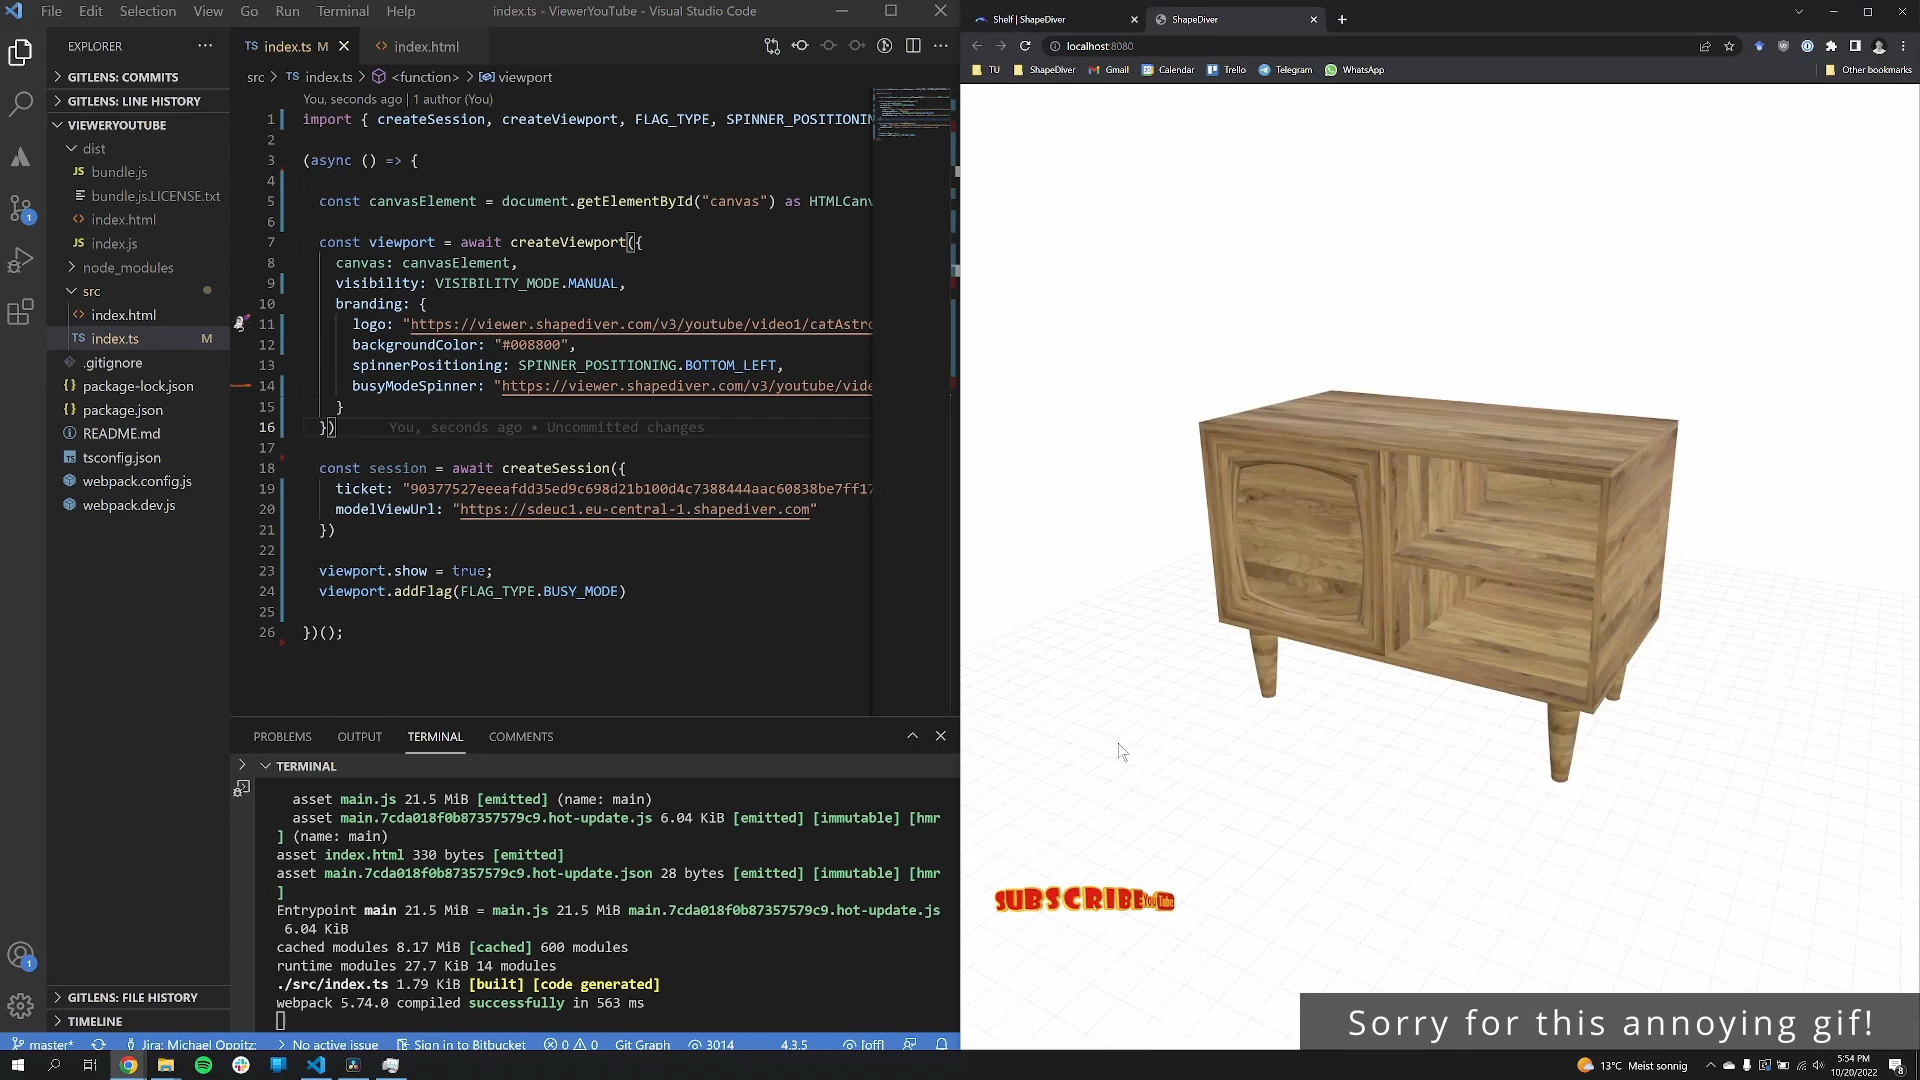 File Edit Selection View Go Run Terminal Help
index.ts - ViewerYouTube - Visual Studio Code
EXPLORER
GITLENS: COMMITS
GITLENS: LINE HISTORY
VIEWERYOUTUBE
dist
JS bundle.js
bundle.js.LICENSE.txt
<> index.html
JS index.js
node_modules
src
<> index.html
TS index.ts M
.gitignore
{} package-lock.json
{} package.json
README.md
tsconfig.json
webpack.config.js
webpack.dev.js
GITLENS: FILE HISTORY
TIMELINE
TS index.ts M
<> index.html
src > TS index.ts > <function> > viewport
You, seconds ago | 1 author (You)
1 import { createSession, createViewport, FLAG_TYPE, SPINNER_POSITIONIN
2
3 (async () => {
4
5 const canvasElement = document.getElementById("canvas") as HTMLCanv
6
7 const viewport = await createViewport({
8 canvas: canvasElement,
9 visibility: VISIBILITY_MODE.MANUAL,
10 branding: {
11 logo: "https://viewer.shapediver.com/v3/youtube/video1/catAstro
12 backgroundColor: "#008800",
13 spinnerPositioning: SPINNER_POSITIONING.BOTTOM_LEFT,
14 busyModeSpinner: "https://viewer.shapediver.com/v3/youtube/vide
15 }
16 }) You, seconds ago • Uncommitted changes
17
18 const session = await createSession({
19 ticket: "90377527eeeafdd35ed9c698d21b100d4c7388444aac60838be7ff17
20 modelViewUrl: "https://sdeuc1.eu-central-1.shapediver.com"
21 })
22
23 viewport.show = true;
24 viewport.addFlag(FLAG_TYPE.BUSY_MODE)
25
26 })();
PROBLEMS OUTPUT TERMINAL COMMENTS
TERMINAL
asset main.js 21.5 MiB [emitted] (name: main)
asset main.7cda018f0b87357579c9.hot-update.js 6.04 KiB [emitted] [immutable] [hmr
] (name: main)
asset index.html 330 bytes [emitted]
asset main.7cda018f0b87357579c9.hot-update.json 28 bytes [emitted] [immutable] [hmr
]
Entrypoint main 21.5 MiB = main.js 21.5 MiB main.7cda018f0b87357579c9.hot-update.js
6.04 KiB
cached modules 8.17 MiB [cached] 600 modules
runtime modules 27.7 KiB 14 modules
./src/index.ts 1.79 KiB [built] [code generated]
webpack 5.74.0 compiled successfully in 563 ms
master* Jira: Michael Oppitz: No active issue Sign in to Bitbucket 0 0 Git Graph 3014 4.3.5 [off]
Shelf | ShapeDiver
ShapeDiver
localhost:8080
TU ShapeDiver Gmail Calendar Trello Telegram WhatsApp Other bookmarks
SUBSCRIBE YouTube
Sorry for this annoying gif!
13°C Meist sonnig
5:54 PM
10/20/2022
8